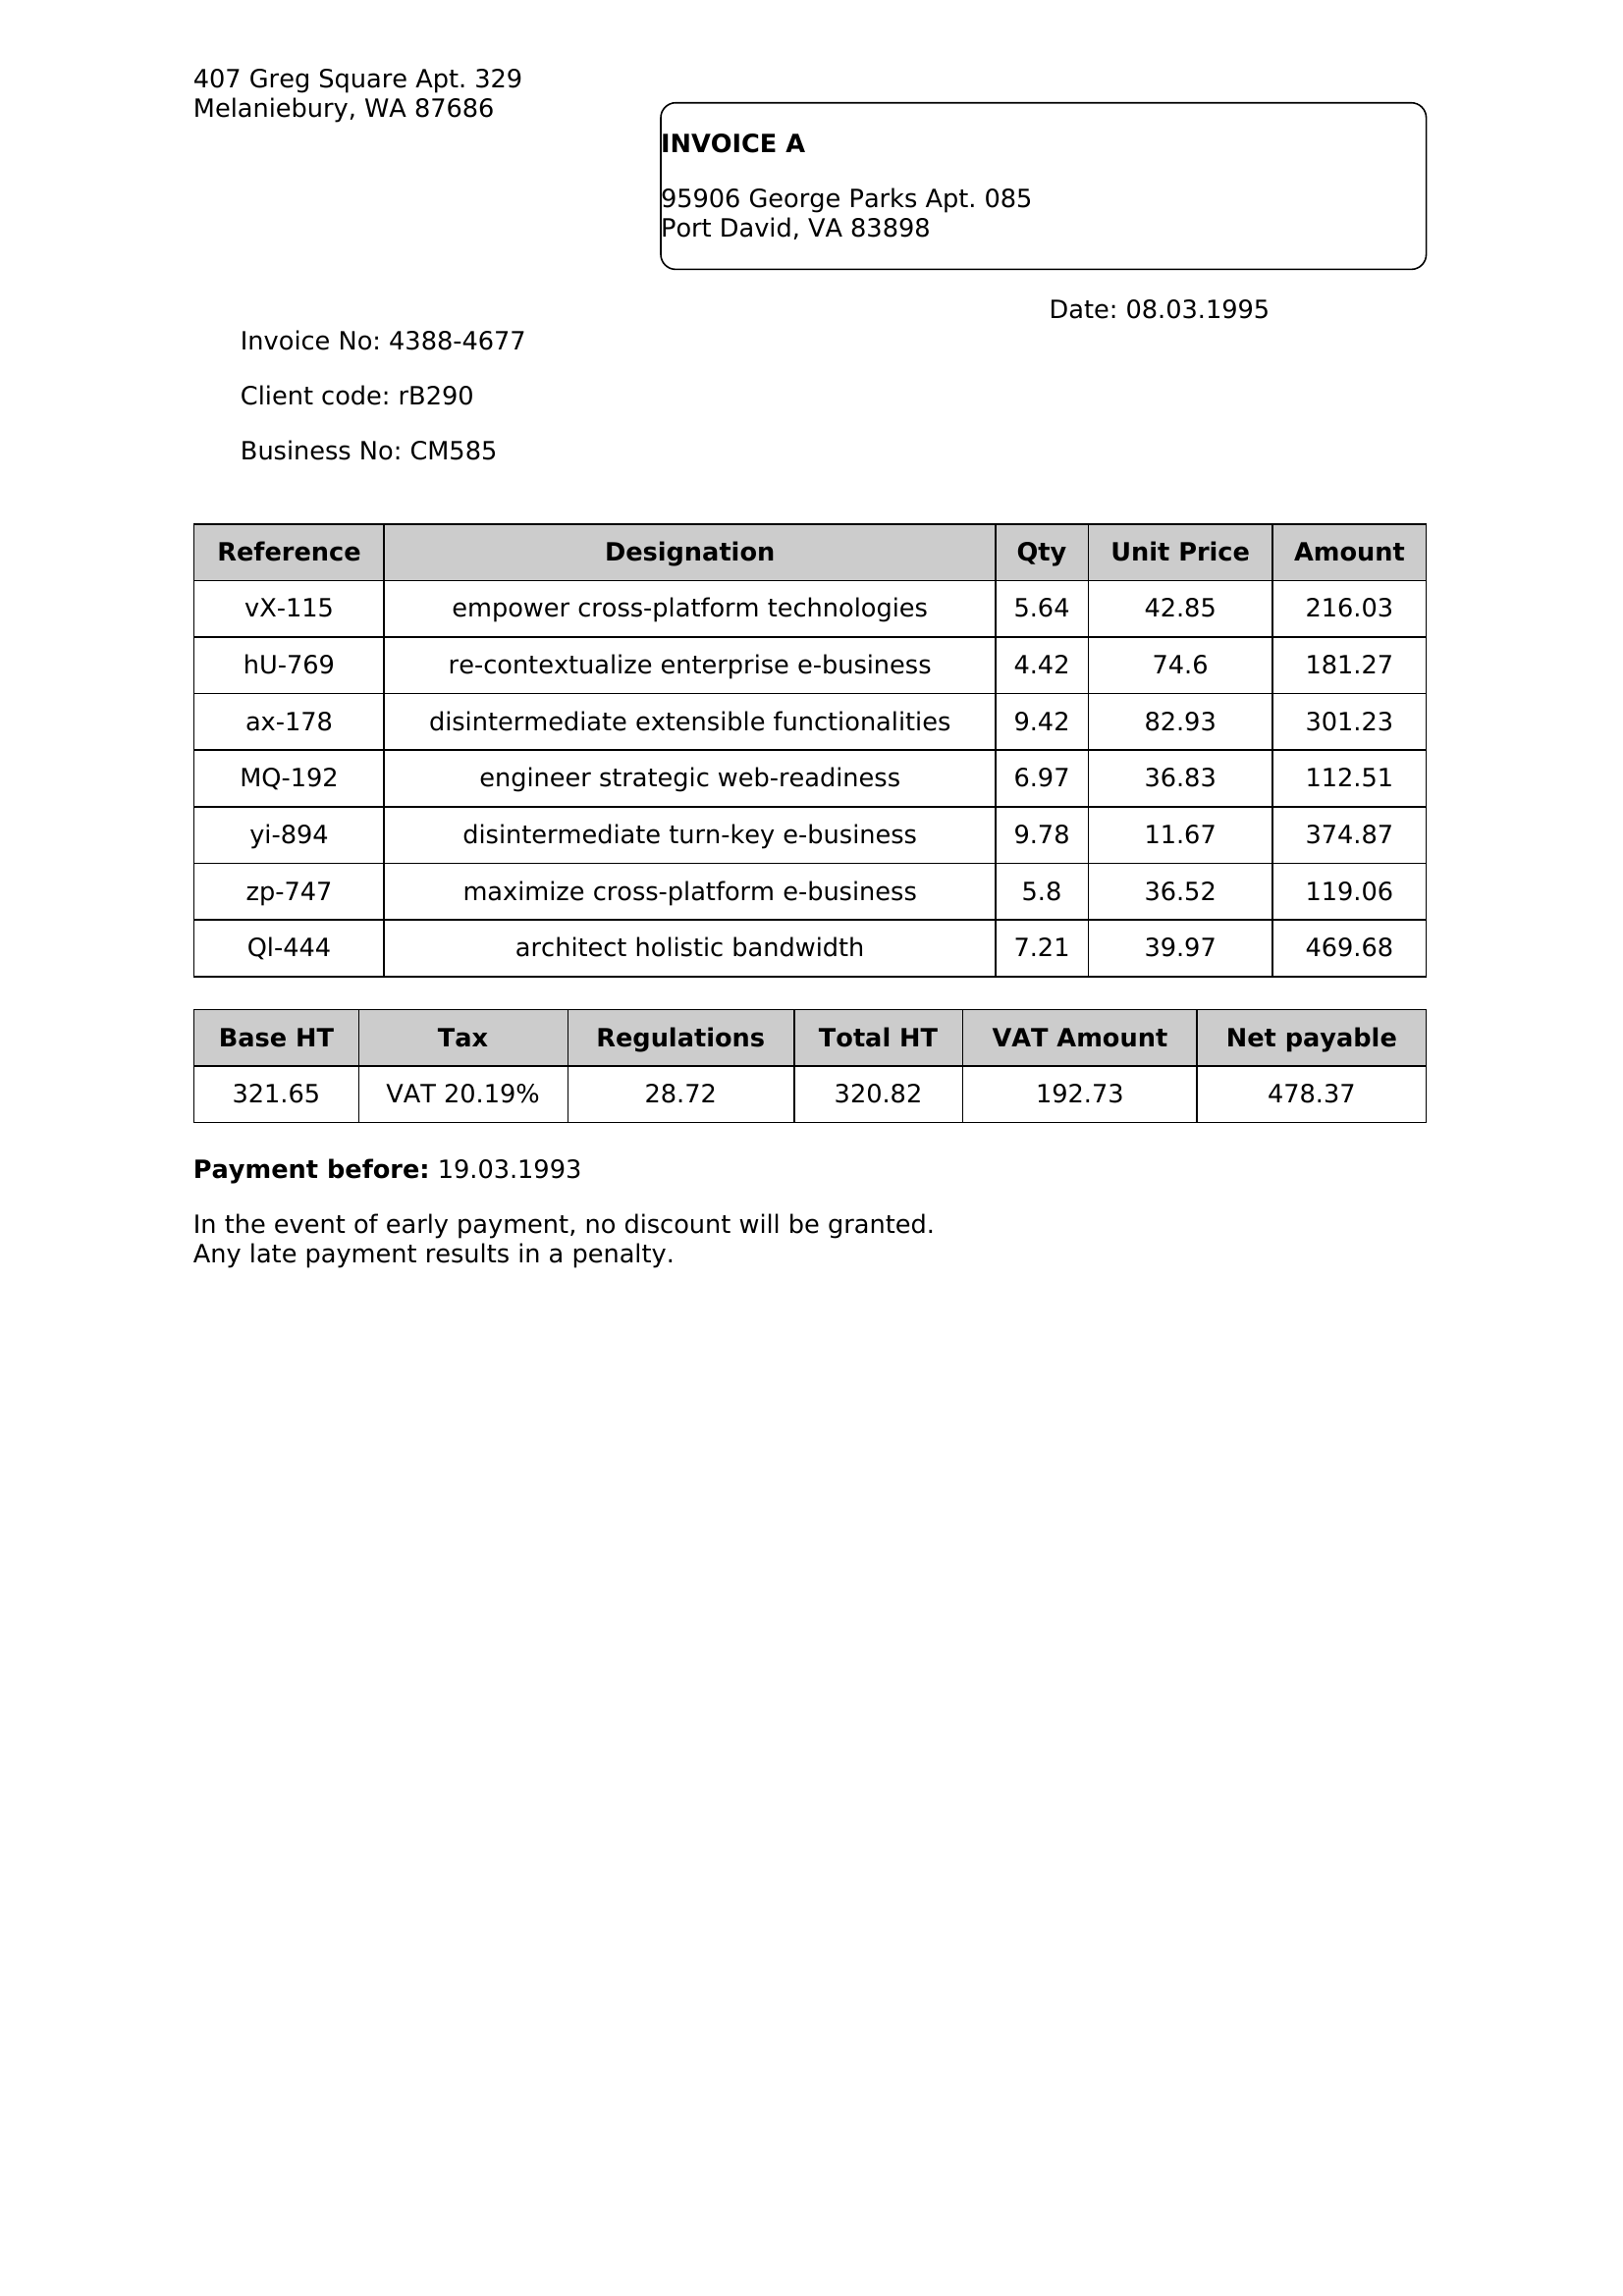 407 Greg Square Apt. 329
Melaniebury, WA 87686
INVOICE A
95906 George Parks Apt. 085
Port David, VA 83898
Date: 08.03.1995
Invoice No: 4388-4677
Client code: rB290
Business No: CM585
Reference Designation Qty Unit Price Amount
vX-115 empower cross-platform technologies 5.64 42.85 216.03
hU-769 re-contextualize enterprise e-business 4.42 74.6 181.27
ax-178 disintermediate extensible functionalities 9.42 82.93 301.23
MQ-192 engineer strategic web-readiness 6.97 36.83 112.51
yi-894 disintermediate turn-key e-business 9.78 11.67 374.87
zp-747 maximize cross-platform e-business 5.8 36.52 119.06
Ql-444 architect holistic bandwidth 7.21 39.97 469.68
Base HT Tax Regulations Total HT VAT Amount Net payable
321.65 VAT 20.19% 28.72 320.82 192.73 478.37
Payment before: 19.03.1993
In the event of early payment, no discount will be granted.
Any late payment results in a penalty.